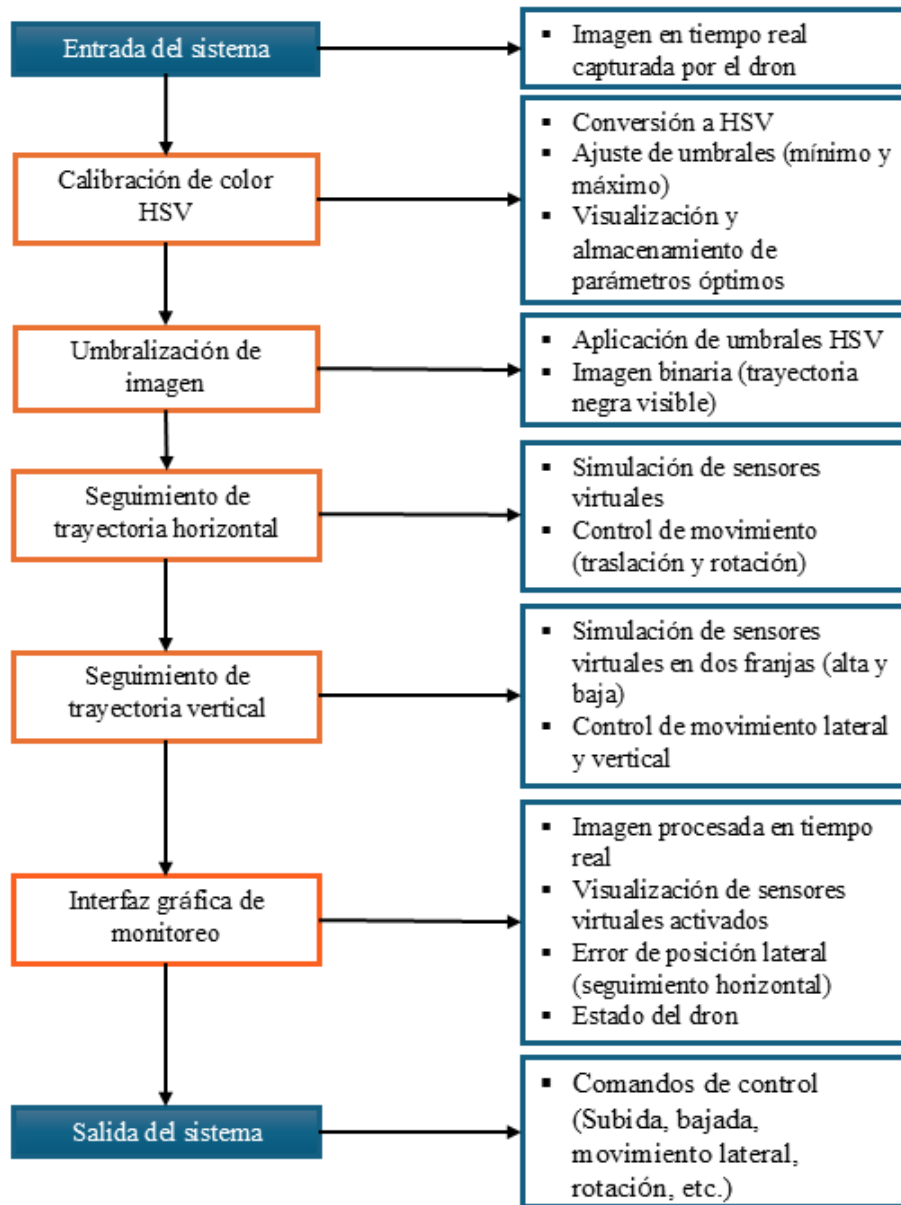 Entrada del sistema
▪ Imagen en tiempo real
capturada por el dron
Calibración de color
HSV
▪ Conversión a HSV
▪ Ajuste de umbrales (mínimo y
máximo)
▪ Visualización y
almacenamiento de
parámetros óptimos
Umbralización de
imagen
▪ Aplicación de umbrales HSV
▪ Imagen binaria (trayectoria
negra visible)
Seguimiento de
trayectoria horizontal
▪ Simulación de sensores
virtuales
▪ Control de movimiento
(traslación y rotación)
Seguimiento de
trayectoria vertical
▪ Simulación de sensores
virtuales en dos franjas (alta y
baja)
▪ Control de movimiento lateral
y vertical
Interfaz gráfica de
monitoreo
▪ Imagen procesada en tiempo
real
▪ Visualización de sensores
virtuales activados
▪ Error de posición lateral
(seguimiento horizontal)
▪ Estado del dron
Salida del sistema
▪ Comandos de control
(Subida, bajada,
movimiento lateral,
rotación, etc.)